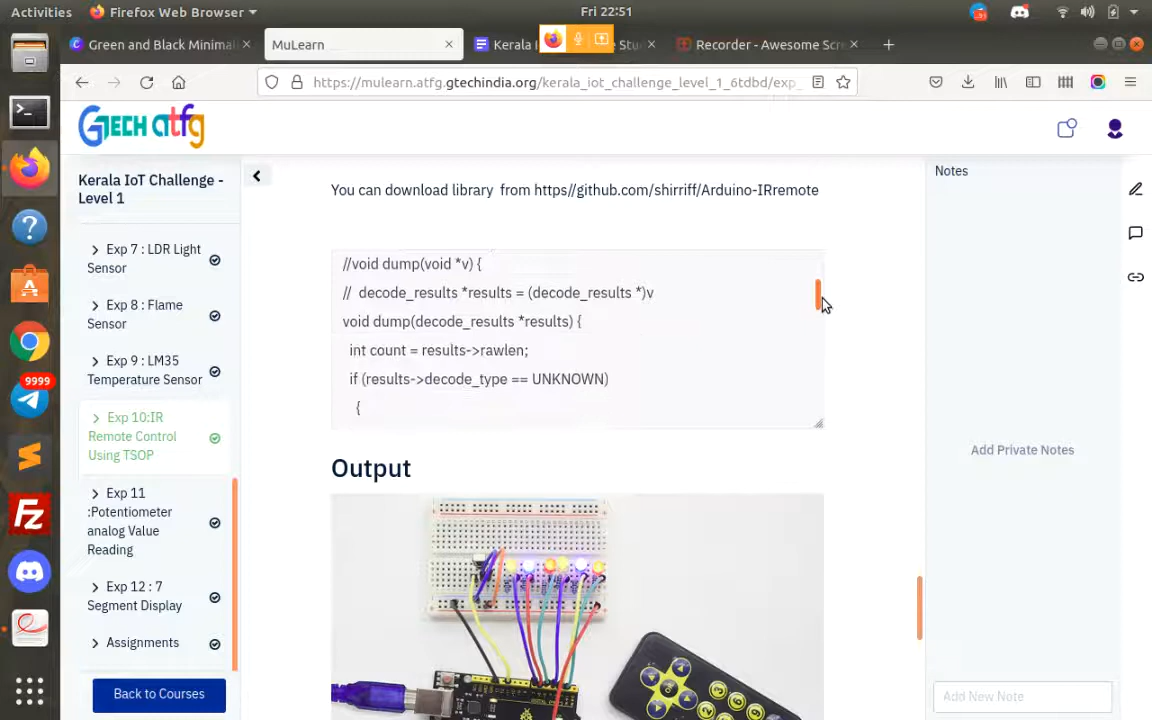 Activities
Firefox Web Browser
Fri 22:51
Green and Black Minimal
MuLearn
Kerala I
Stu
Recorder - Awesome Scre
https://mulearn.atfg.gtechindia.org/kerala_iot_challenge_level_1_6tdbd/exp_
GTECH atfg
Kerala IoT Challenge -
Level 1
Exp 7 : LDR Light
Sensor
Exp 8 : Flame
Sensor
Exp 9 : LM35
Temperature Sensor
Exp 10:IR
Remote Control
Using TSOP
Exp 11
:Potentiometer
analog Value
Reading
Exp 12 : 7
Segment Display
Assignments
Back to Courses
9999
You can download library from https//github.com/shirriff/Arduino-IRremote
//void dump(void *v) {
// decode_results *results = (decode_results *)v
void dump(decode_results *results) {
int count = results->rawlen;
if (results->decode_type == UNKNOWN)
{
Output
Notes
Add Private Notes
Add New Note